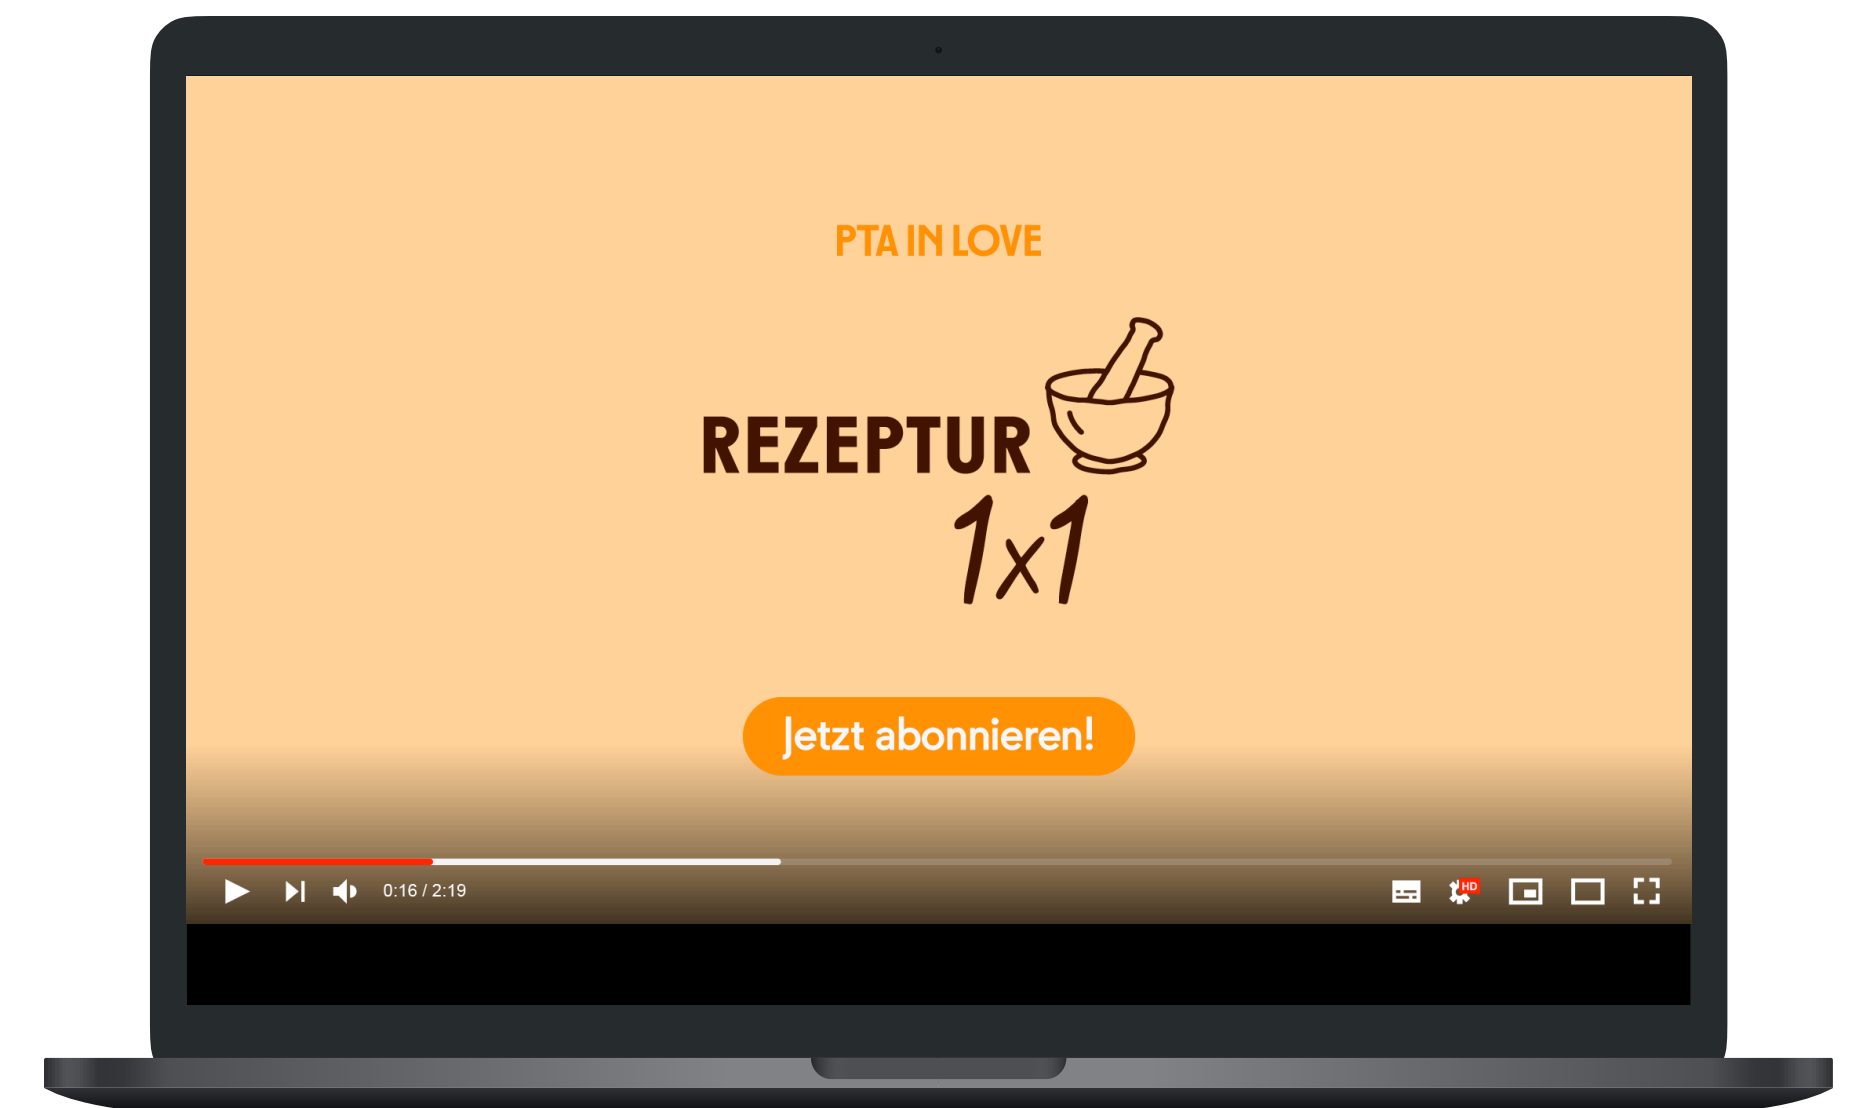 PTA IN LOVE
REZEPTUR
1x1
Jetzt abonnieren!
0:16 / 2:19
HD